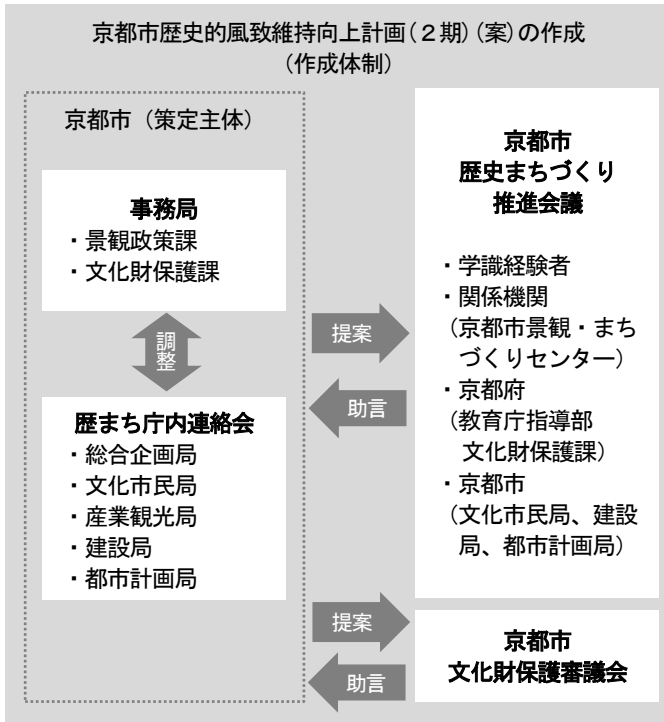 京都市歴史的風致維持向上計画（２期）（案）の作成
（作成体制）
京都市（策定主体）
事務局
・景観政策課
・文化財保護課
調整
歴まち庁内連絡会
・総合企画局
・文化市民局
・産業観光局
・建設局
・都市計画局
提案
助言
京都市
歴史まちづくり
推進会議
・学識経験者
・関係機関
（京都市景観・まち
づくりセンター）
・京都府
（教育庁指導部
文化財保護課）
・京都市
（文化市民局、建設
局、都市計画局）
提案
助言
京都市
文化財保護審議会